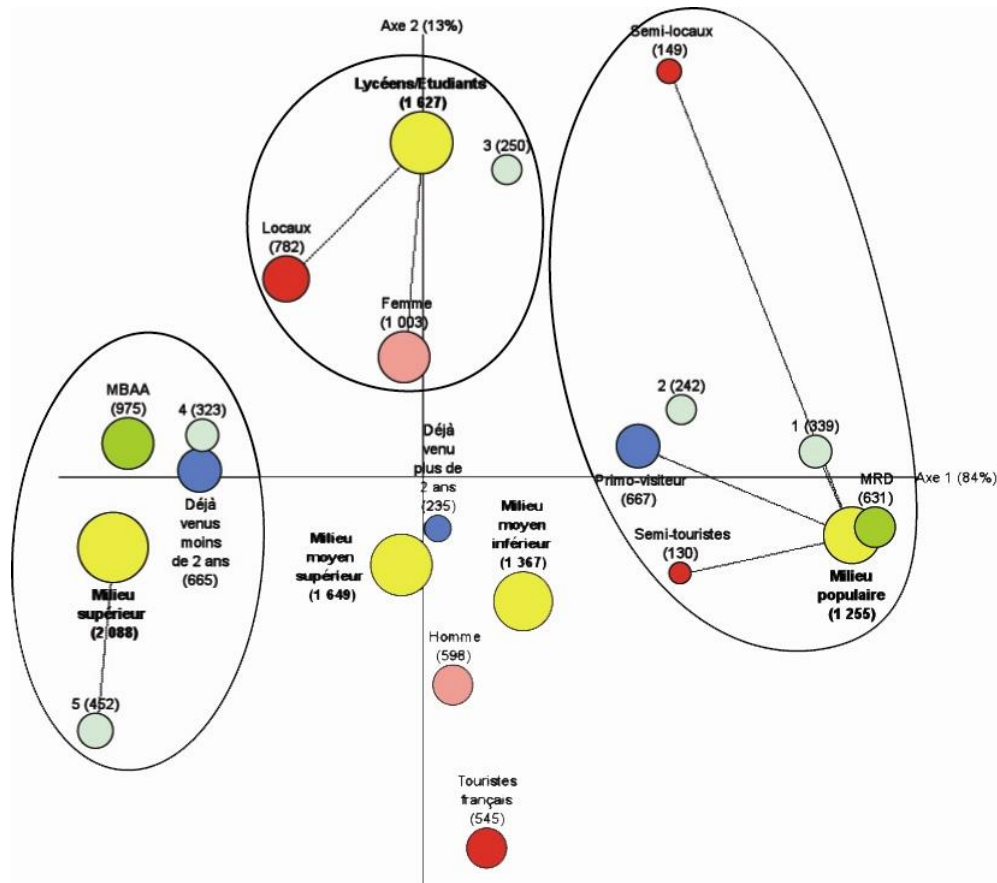 Axe 2 (13%)
Semi-locaux
(149)
Lycéens/Etudiants
(1 627)
3 (250)
Locaux
(782)
Femme
(1 003)
MBAA
(975)
4 (323)
2 (242)
1 (339)
Déjà
venu
plus de
2 ans
(235)
Axe 1 (84%)
Primo-visiteur
(667)
MRD
(631)
Déjà
venus
moins
de 2 ans
(665)
Milieu
moyen
supérieur
(1 649)
Milieu
moyen
inférieur
(1 367)
Semi-touristes
(130)
Milieu
populaire
(1 255)
Milieu
supérieur
(2 088)
Homme
(598)
5 (452)
Touristes
français
(545)